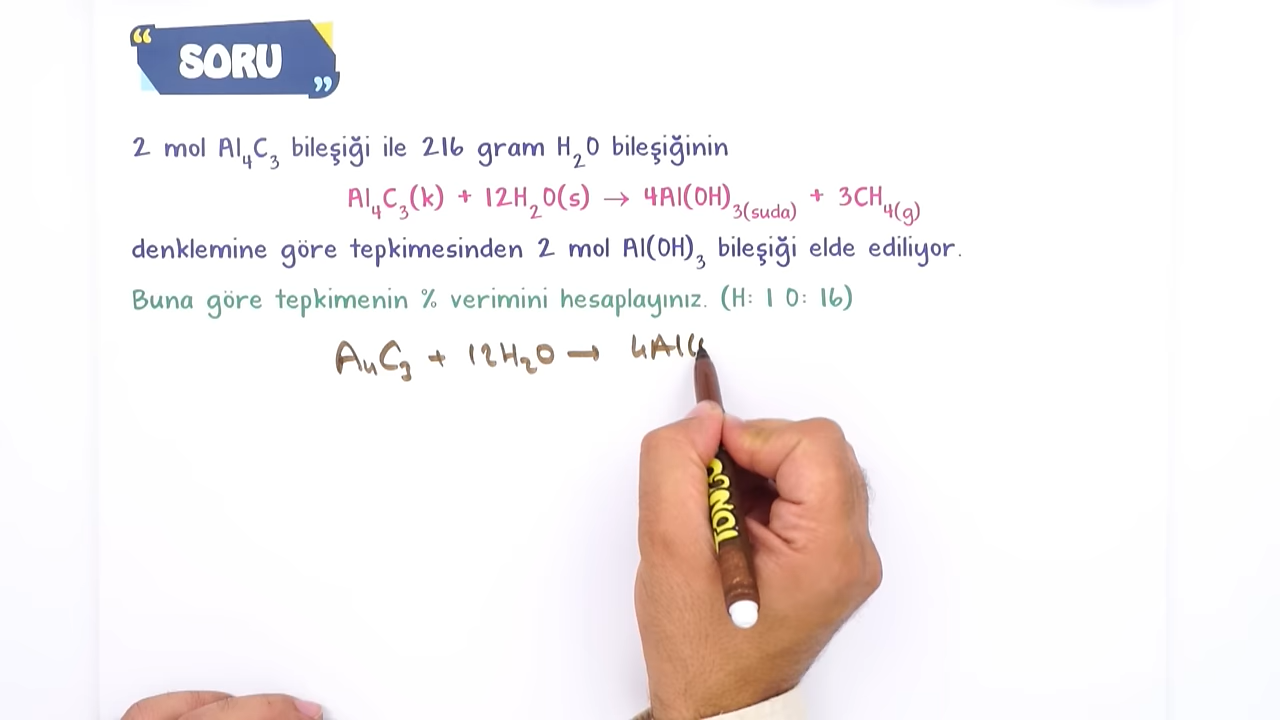 “ SORU ”
2 mol Al₄C₃ bileşiği ile 216 gram H₂O bileşiğinin
Al₄C₃(k) + 12H₂O(s) → 4Al(OH)₃(suda) + 3CH₄(g)
denklemine göre tepkimesinden 2 mol Al(OH)₃ bileşiği elde ediliyor.
Buna göre tepkimenin % verimini hesaplayınız. (H: 1 O: 16)
A₄C₃ + 12H₂O → 4Al(